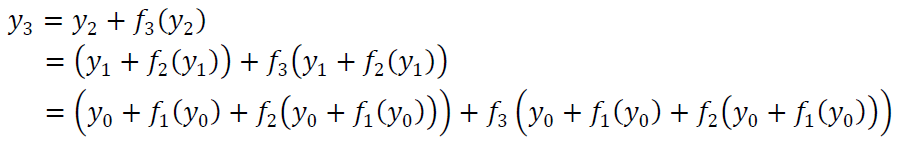 y₃ = y₂ + f₃(y₂)
= (y₁ + f₂(y₁)) + f₃(y₁ + f₂(y₁))
= (y₀ + f₁(y₀) + f₂(y₀ + f₁(y₀))) + f₃ (y₀ + f₁(y₀) + f₂(y₀ + f₁(y₀)))